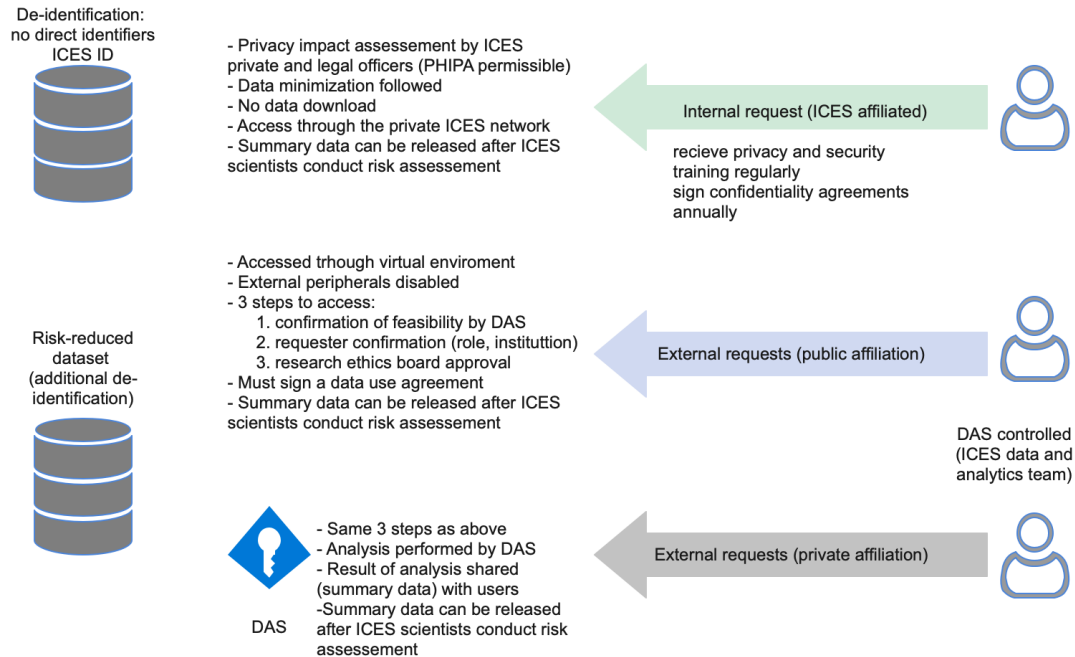 De-identification:
no direct identifiers
ICES ID
- Privacy impact assessement by ICES
private and legal officers (PHIPA permissible)
- Data minimization followed
- No data download
- Access through the private ICES network
- Summary data can be released after ICES
scientists conduct risk assessement
Internal request (ICES affiliated)
recieve privacy and security
training regularly
sign confidentiality agreements
annually
Risk-reduced
dataset
(additional de-
identification)
- Accessed trhough virtual enviroment
- External peripherals disabled
- 3 steps to access:
1. confirmation of feasibility by DAS
2. requester confirmation (role, instituttion)
3. research ethics board approval
- Must sign a data use agreement
- Summary data can be released after ICES
scientists conduct risk assessement
External requests (public affiliation)
DAS controlled
(ICES data and
analytics team)
DAS
- Same 3 steps as above
- Analysis performed by DAS
- Result of analysis shared
(summary data) with users
-Summary data can be released
after ICES scientists conduct risk
assessement
External requests (private affiliation)